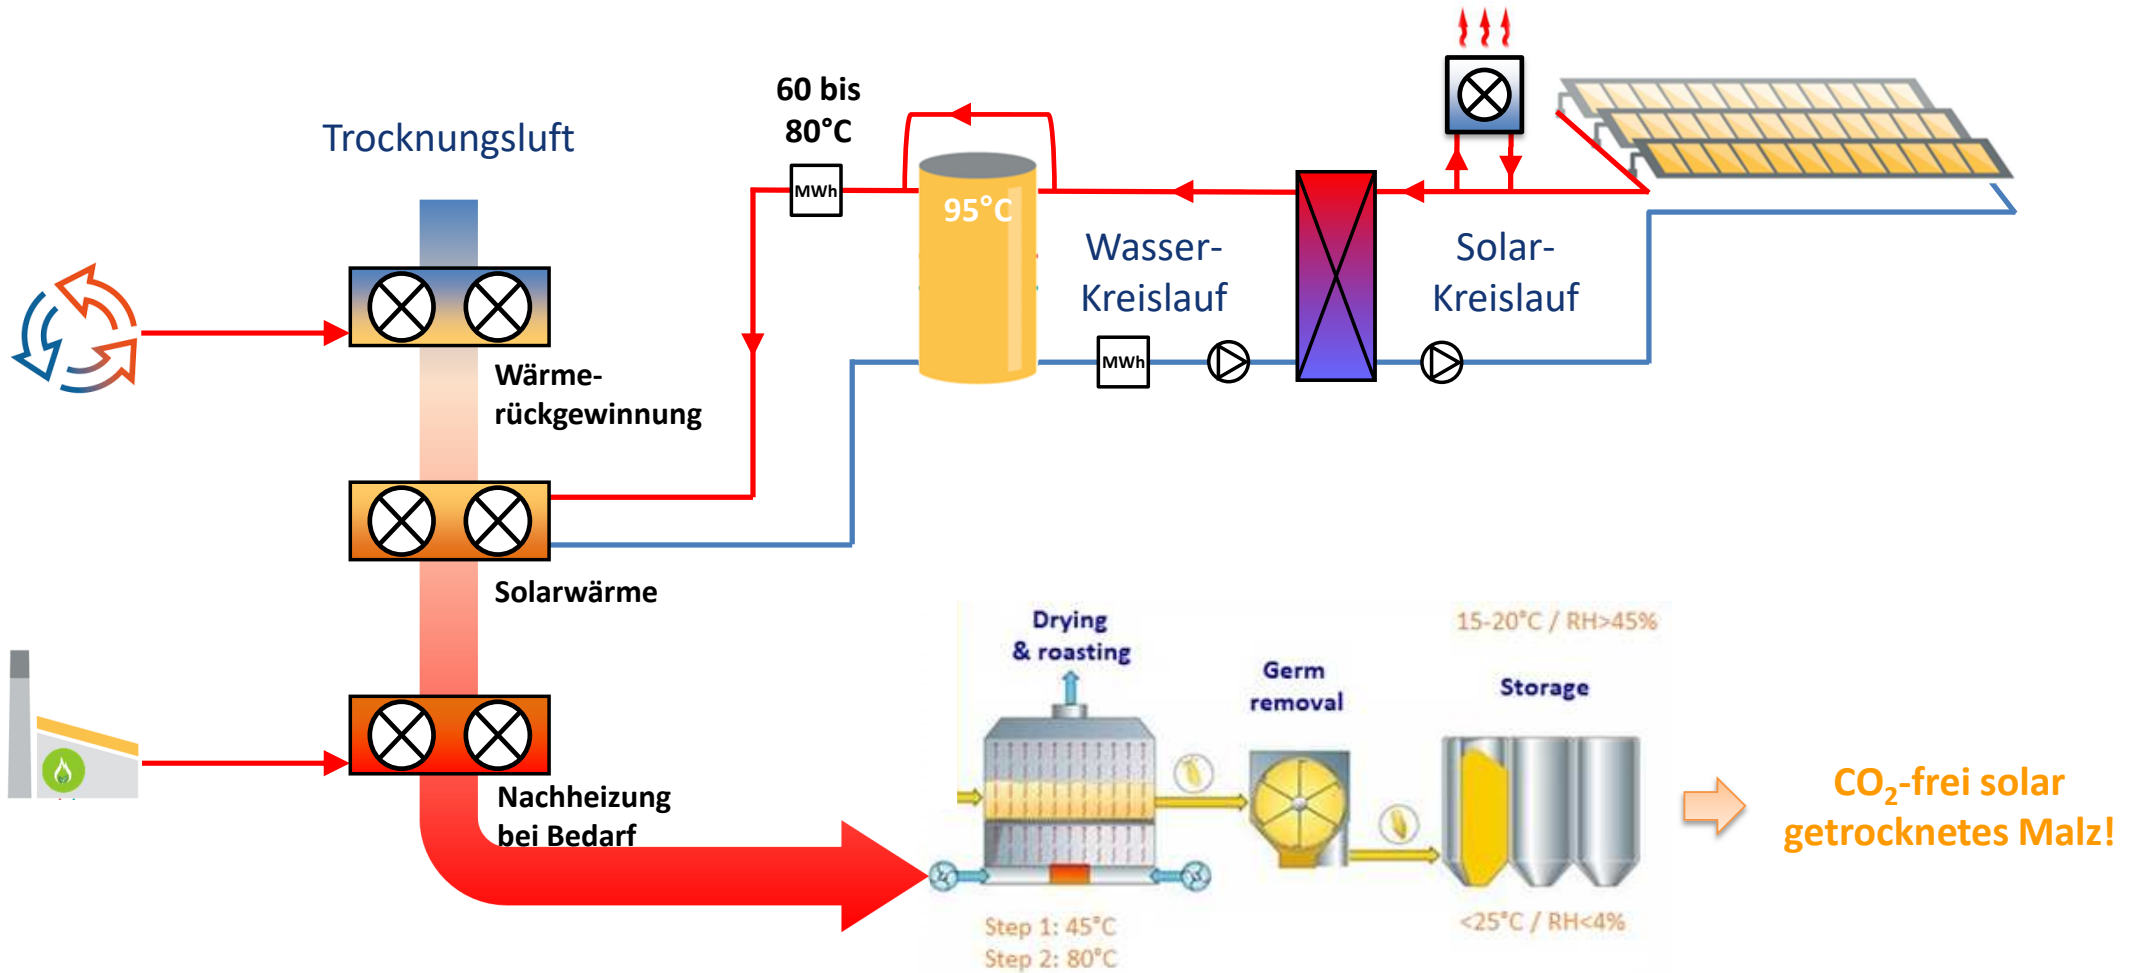 60 bis
80°C
Trocknungsluft
MWh
95°C
Wasser-
Kreislauf
Solar-
Kreislauf
MWh
Wärme-
rückgewinnung
Solarwärme
Nachheizung
bei Bedarf
Drying
& roasting
Germ
removal
15-20°C / RH>45%
Storage
Step 1: 45°C
Step 2: 80°C
<25°C / RH<4%
CO₂-frei solar
getrocknetes Malz!